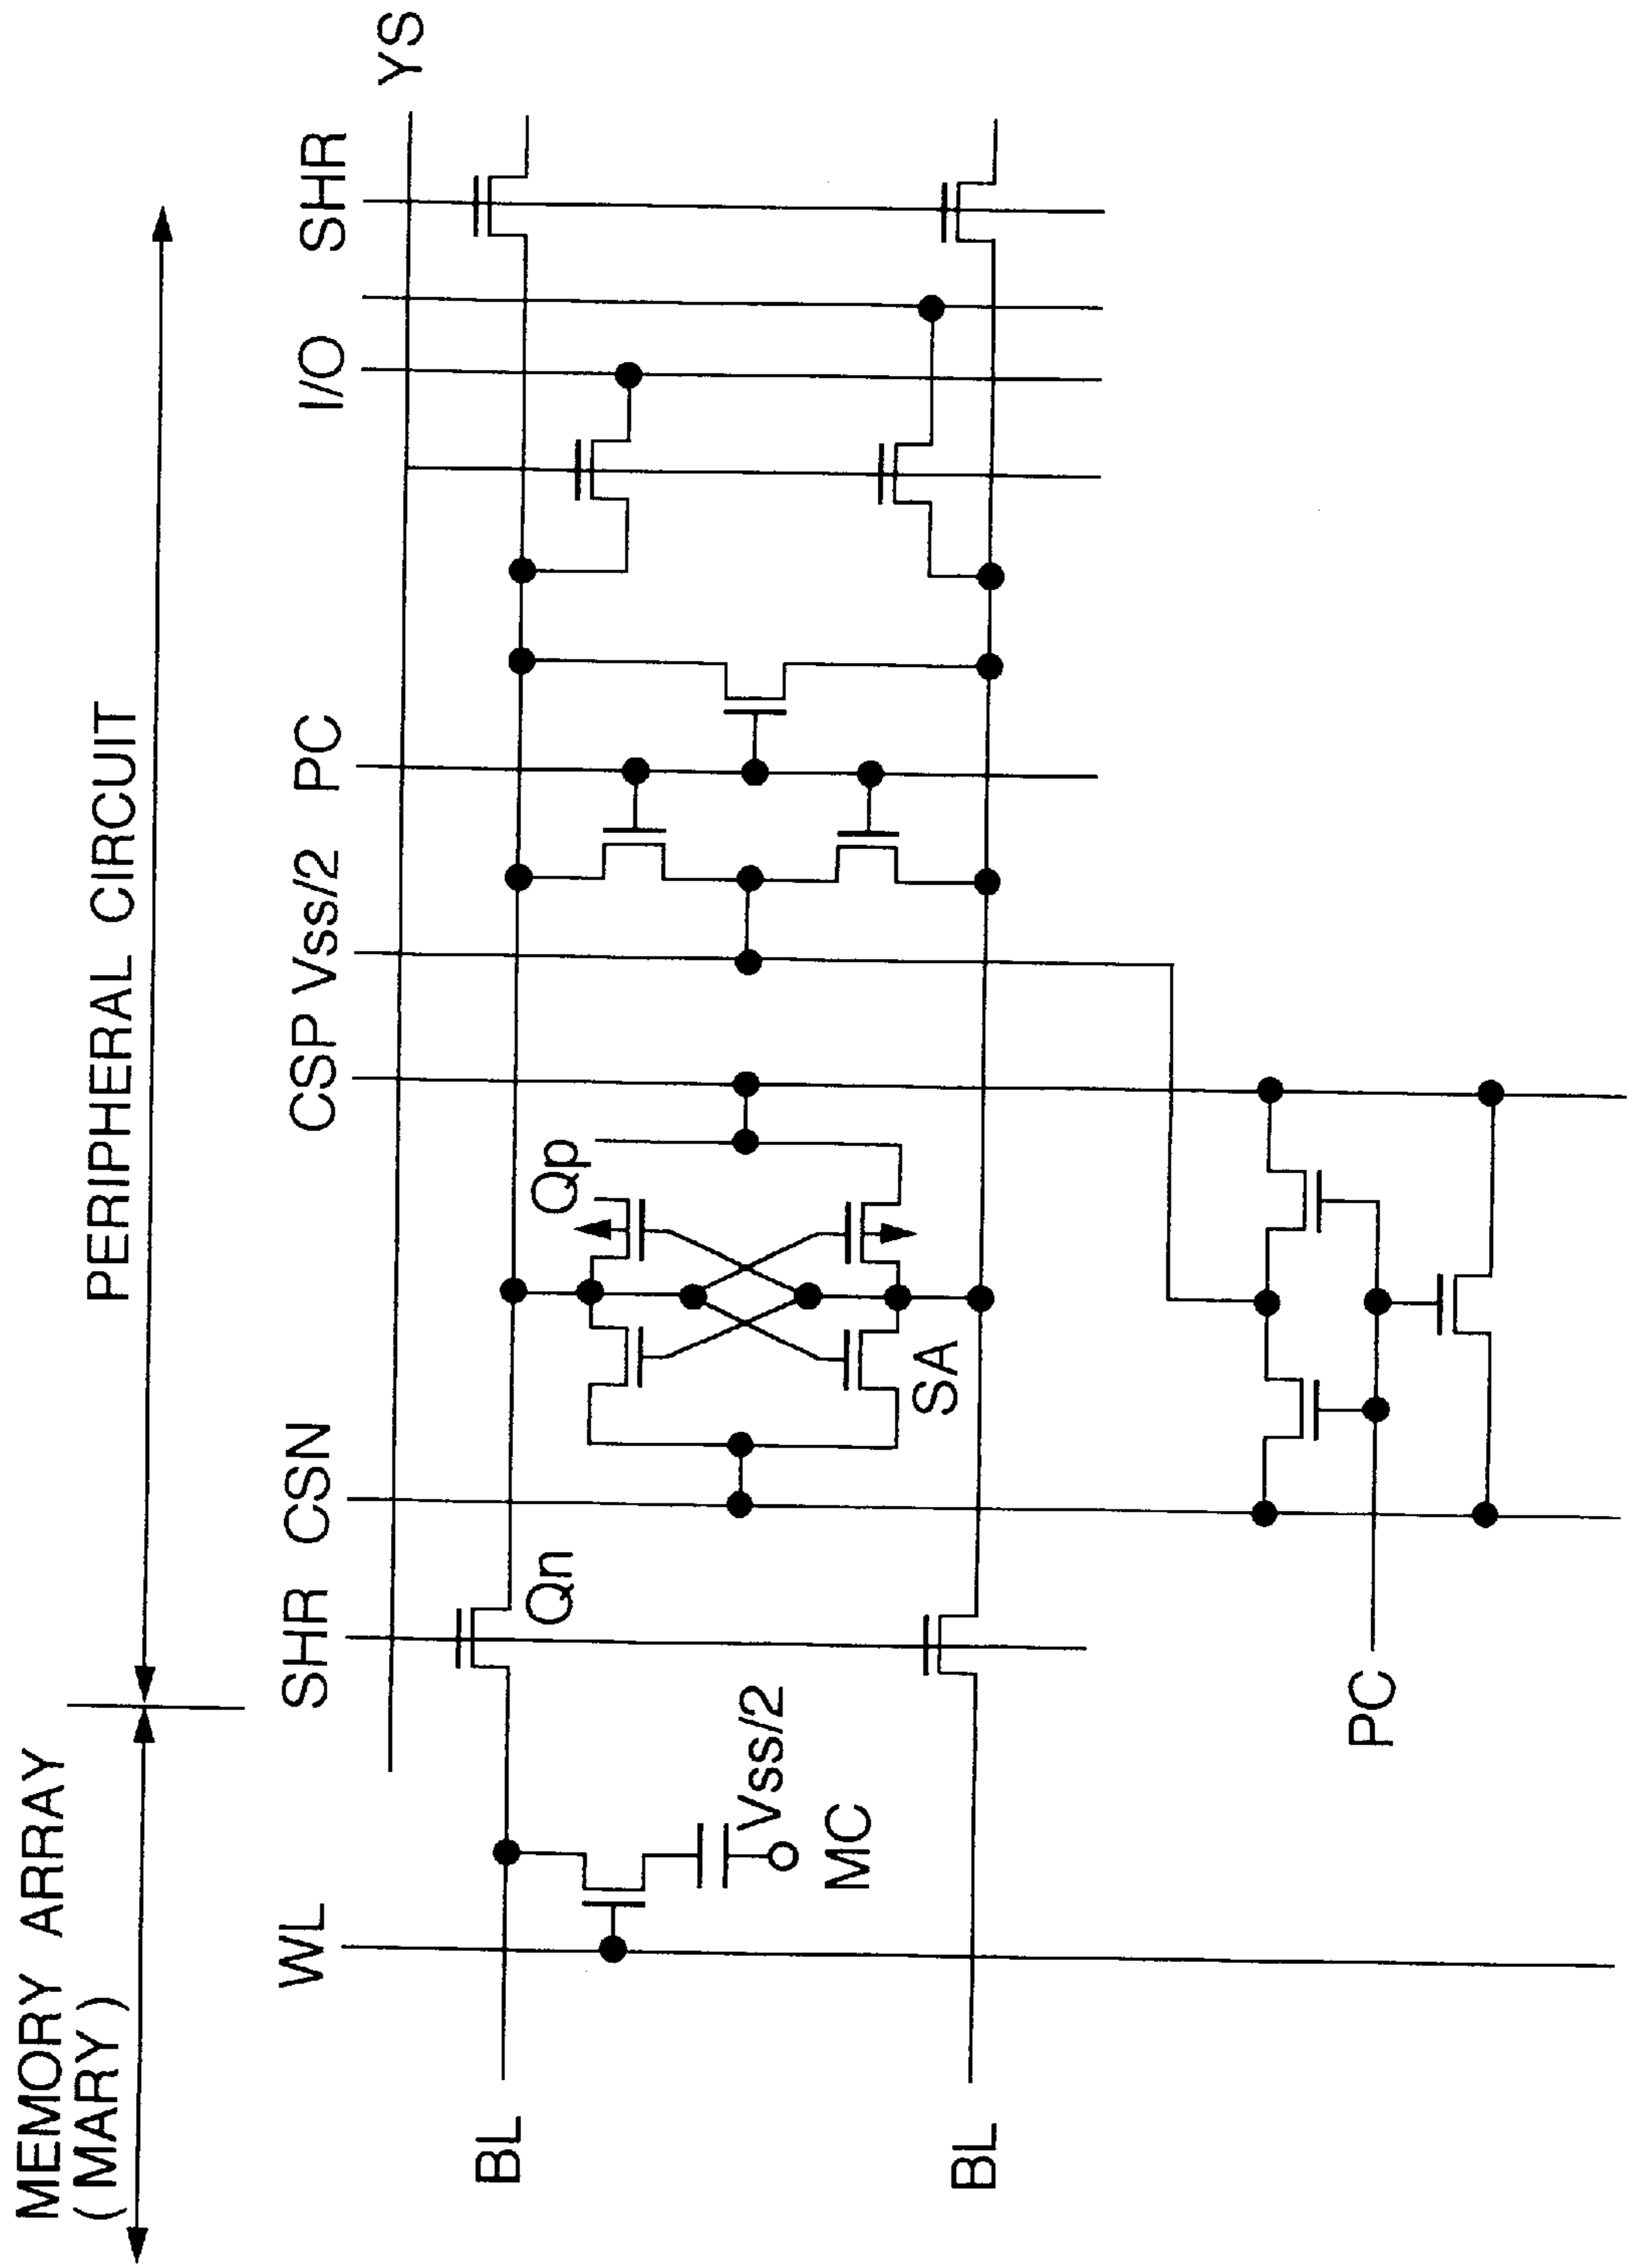 MEMORY ARRAY
( MARY )
PERIPHERAL CIRCUIT
WL
SHR
CSN
CSP
Vss/2
PC
I/O
SHR
YS
BL
Qn
Qp
Vss/2
MC
SA
BL
PC